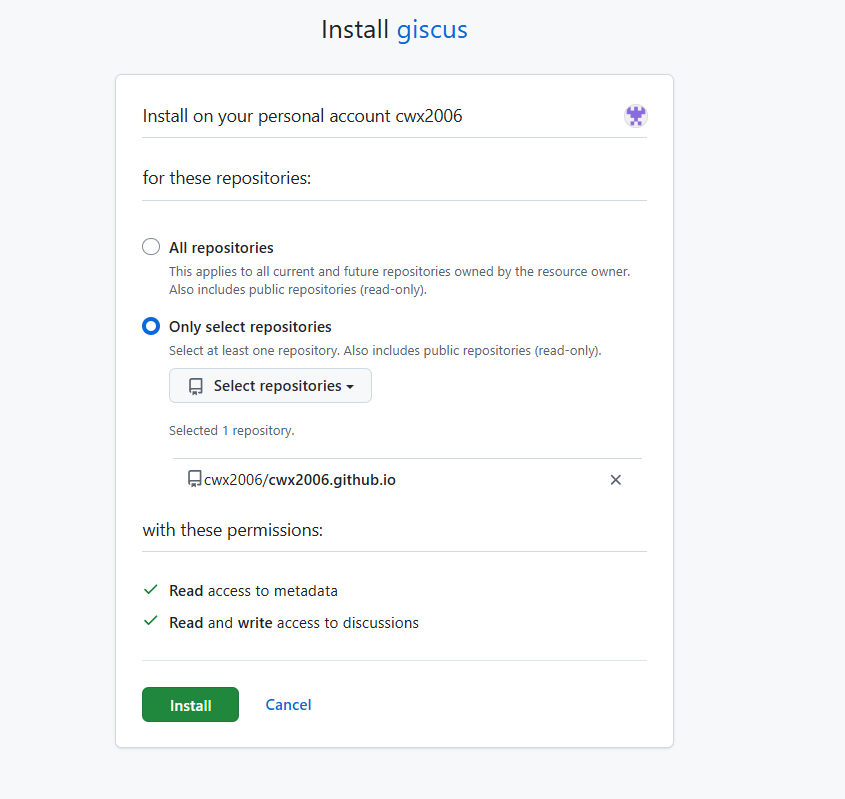 Install giscus
Install on your personal account cwx2006
for these repositories:
All repositories
This applies to all current and future repositories owned by the resource owner.
Also includes public repositories (read-only).
Only select repositories
Select at least one repository. Also includes public repositories (read-only).
Select repositories
Selected 1 repository.
cwx2006/cwx2006.github.io
with these permissions:
Read access to metadata
Read and write access to discussions
Install Cancel